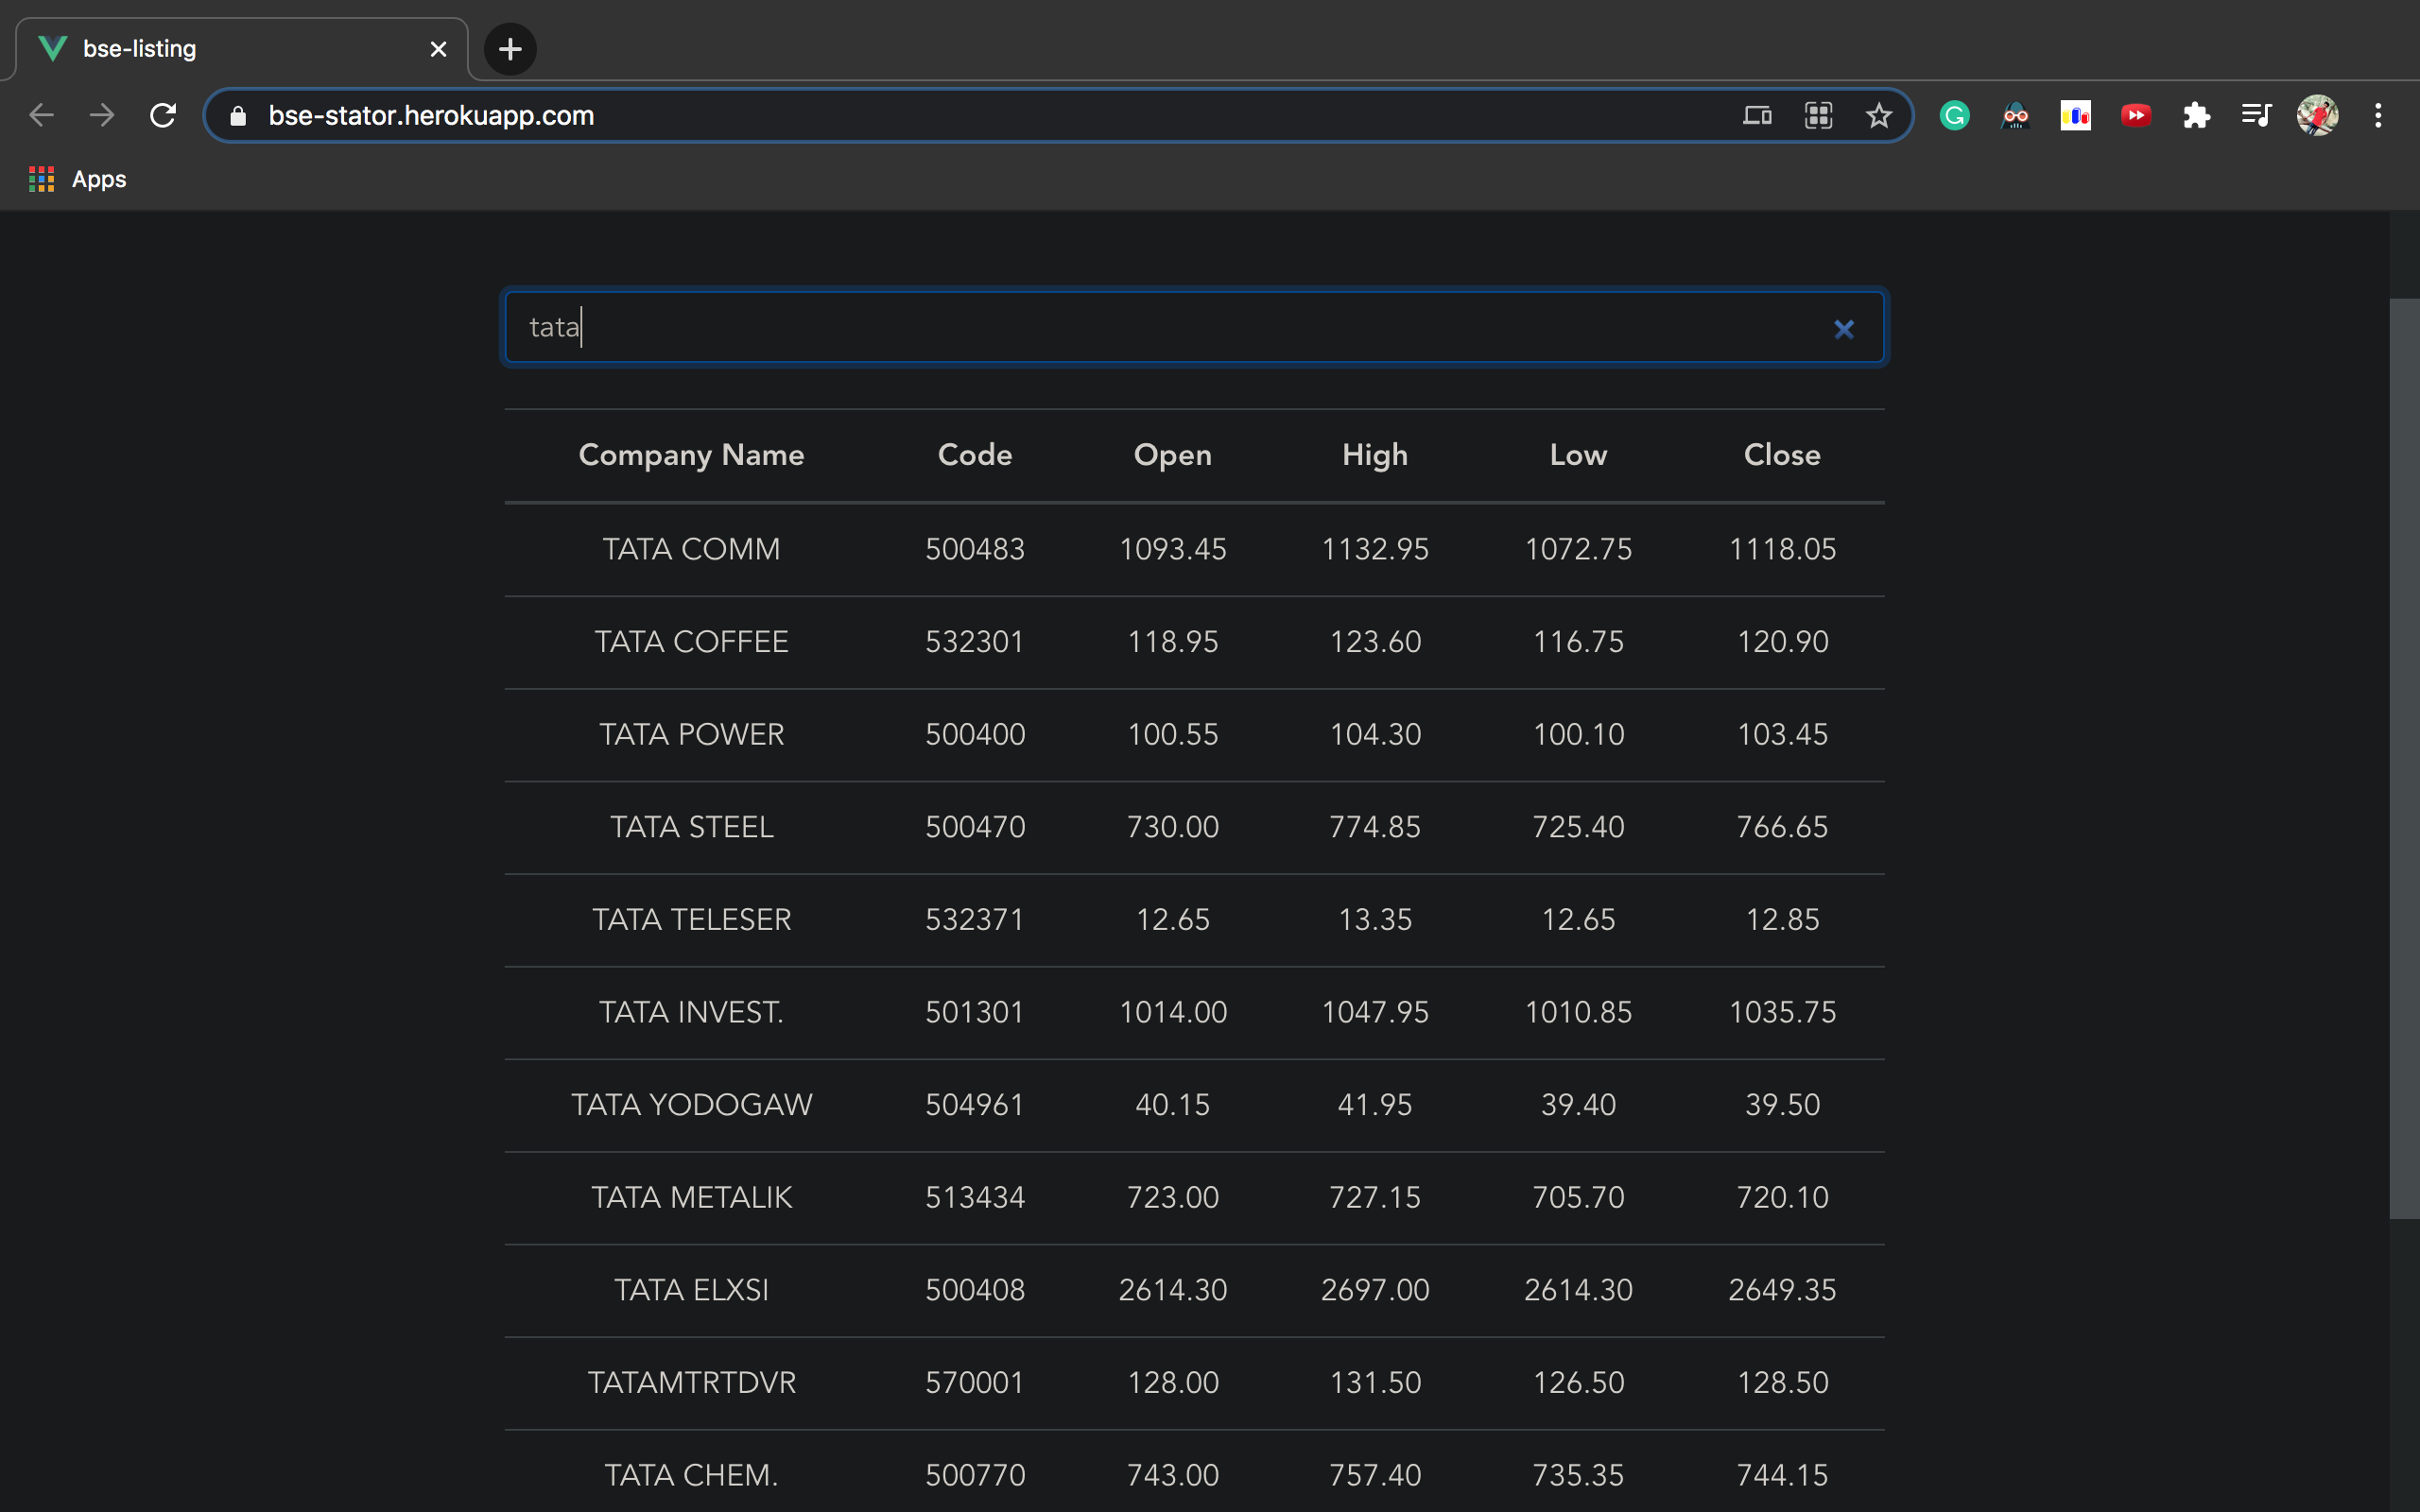 bse-listing
bse-stator.herokuapp.com
Apps
tata
Company Name Code Open High Low Close
TATA COMM 500483 1093.45 1132.95 1072.75 1118.05
TATA COFFEE 532301 118.95 123.60 116.75 120.90
TATA POWER 500400 100.55 104.30 100.10 103.45
TATA STEEL 500470 730.00 774.85 725.40 766.65
TATA TELESER 532371 12.65 13.35 12.65 12.85
TATA INVEST. 501301 1014.00 1047.95 1010.85 1035.75
TATA YODOGAW 504961 40.15 41.95 39.40 39.50
TATA METALIK 513434 723.00 727.15 705.70 720.10
TATA ELXSI 500408 2614.30 2697.00 2614.30 2649.35
TATAMTRTDVR 570001 128.00 131.50 126.50 128.50
TATA CHEM. 500770 743.00 757.40 735.35 744.15